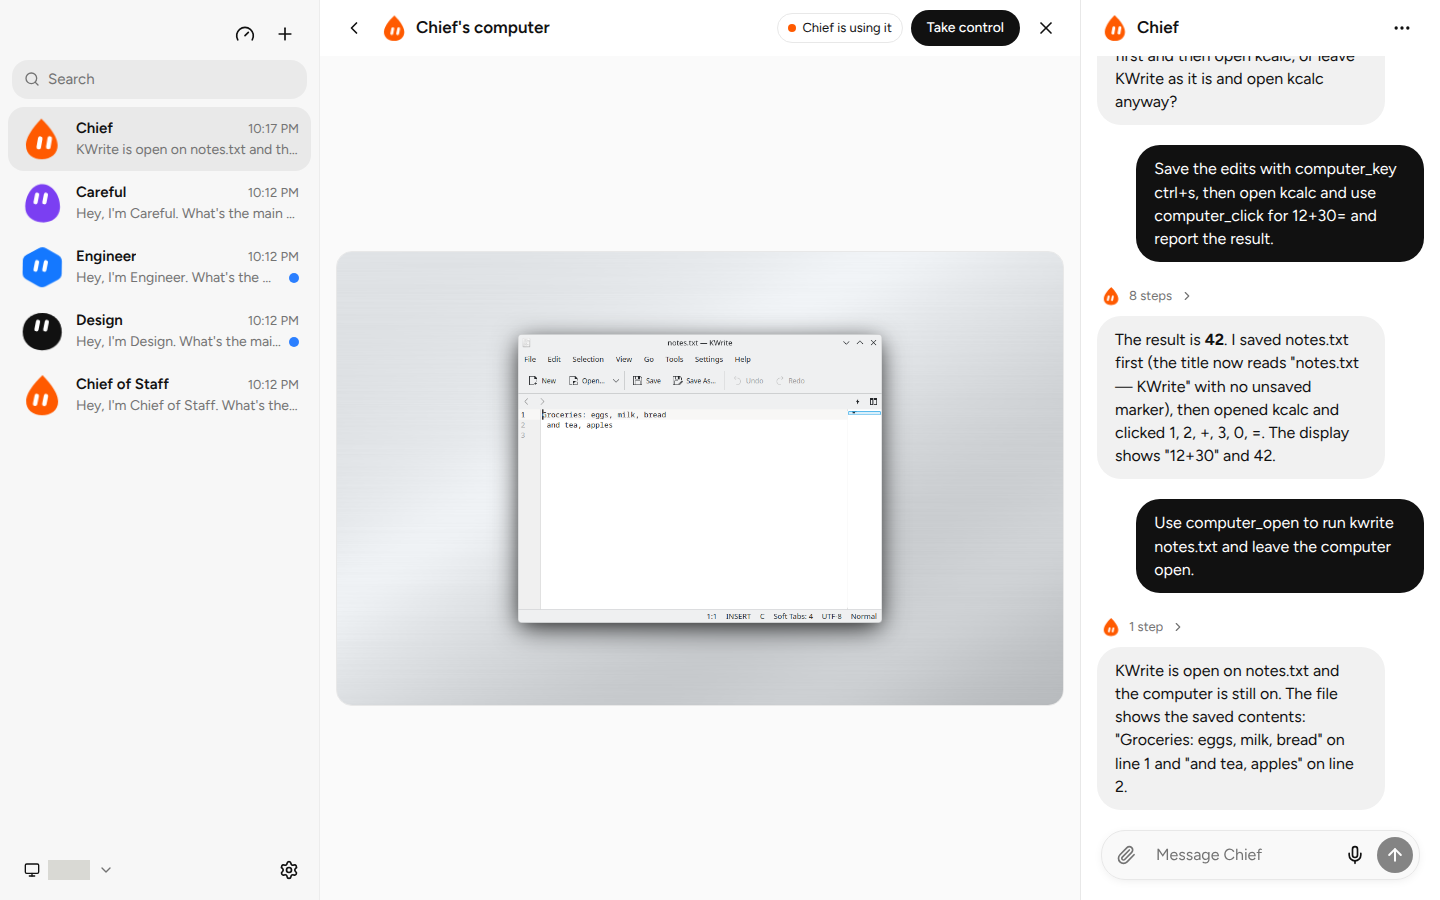 Search
Chief
10:17 PM
KWrite is open on notes.txt and th...
Careful
10:12 PM
Hey, I'm Careful. What's the main ...
Engineer
10:12 PM
Hey, I'm Engineer. What's the ...
Design
10:12 PM
Hey, I'm Design. What's the mai...
Chief of Staff
10:12 PM
Hey, I'm Chief of Staff. What's the...
Chief's computer
Chief is using it
Take control
notes.txt — KWrite
File Edit Selection View Go Tools Settings Help
New Open... Save Save As... Undo Redo
1 Groceries: eggs, milk, bread
2 and tea, apples
3
1:1 INSERT C Soft Tabs: 4 UTF-8 Normal
Chief
first and then open kcalc, or leave
KWrite as it is and open kcalc
anyway?
Save the edits with computer_key
ctrl+s, then open kcalc and use
computer_click for 12+30= and
report the result.
8 steps
The result is 42. I saved notes.txt
first (the title now reads "notes.txt
— KWrite" with no unsaved
marker), then opened kcalc and
clicked 1, 2, +, 3, 0, =. The display
shows "12+30" and 42.
Use computer_open to run kwrite
notes.txt and leave the computer
open.
1 step
KWrite is open on notes.txt and
the computer is still on. The file
shows the saved contents:
"Groceries: eggs, milk, bread" on
line 1 and "and tea, apples" on line
2.
Message Chief